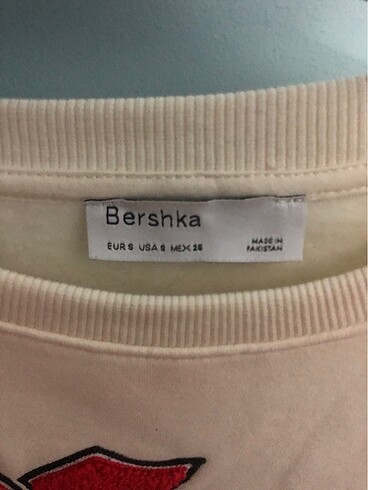 Bershka
EUR S USA S MEX 26
MADE IN
PAKISTAN